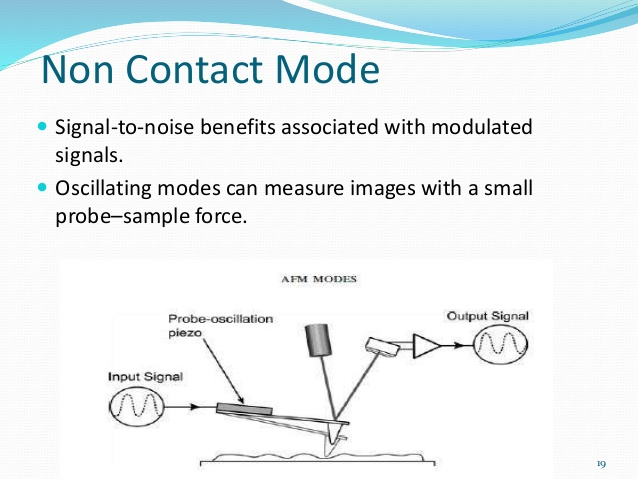 Non Contact Mode
Signal-to-noise benefits associated with modulated
signals.
Oscillating modes can measure images with a small
probe–sample force.
AFM MODES
Probe-oscillation
piezo
Output Signal
Input Signal
19